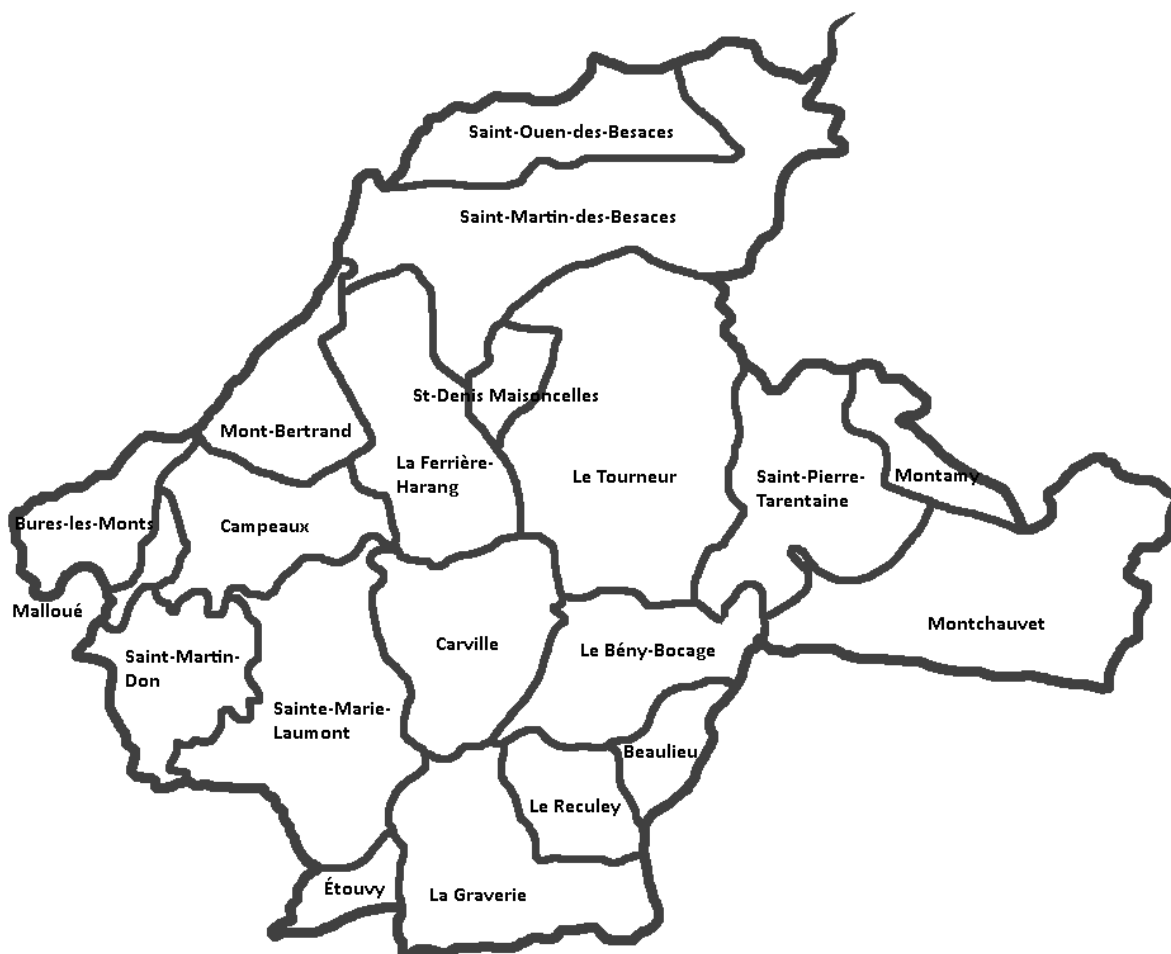 Saint-Ouen-des-Besaces
Saint-Martin-des-Besaces
St-Denis Maisoncelles
Mont-Bertrand
La Ferrière-
Harang
Le Tourneur
Saint-Pierre-
Tarentaine
Montamy
Bures-les-Monts
Campeaux
Malloué
Montchauvet
Carville
Le Bény-Bocage
Saint-Martin-
Don
Sainte-Marie-
Laumont
Beaulieu
Le Reculey
Étouvy
La Graverie